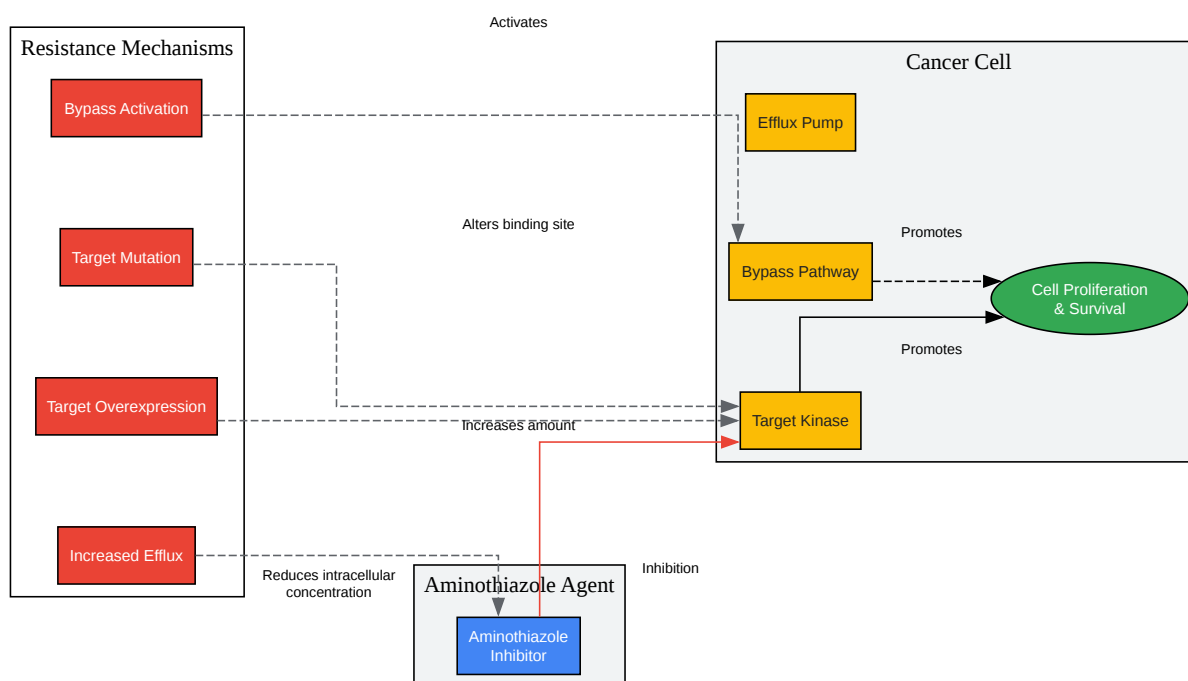 Activates
Resistance Mechanisms
Cancer Cell
Bypass Activation
Efflux Pump
Alters binding site
Promotes
Target Mutation
Bypass Pathway
Cell Proliferation
& Survival
Promotes
Target Overexpression
Increases amount
Target Kinase
Increased Efflux
Reduces intracellular
concentration
Inhibition
Aminothiazole Agent
Aminothiazole
Inhibitor